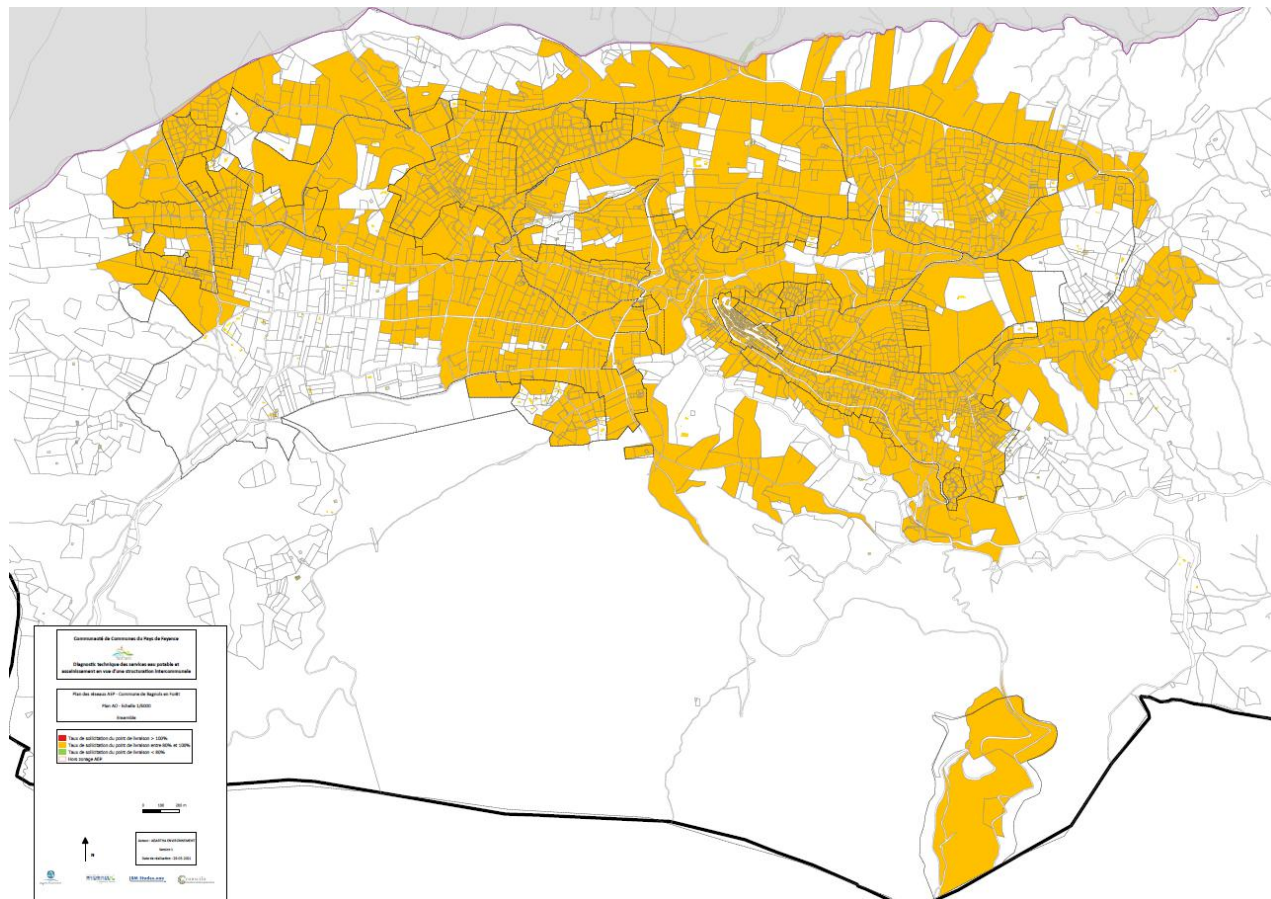 Communauté de Communes du Pays de Fayence
Diagnostic technique des services eau potable et
assainissement en vue d'une structuration intercommunale
Plan des réseaux AEP - Commune de Bagnols en Forêt
Plan A0 - Echelle 1/5000
Ensemble
Taux de sollicitation du point de livraison > 100%
Taux de sollicitation du point de livraison entre 80% et 100%
Taux de sollicitation du point de livraison < 80%
Hors zonage AEP
0 100 200 m
N